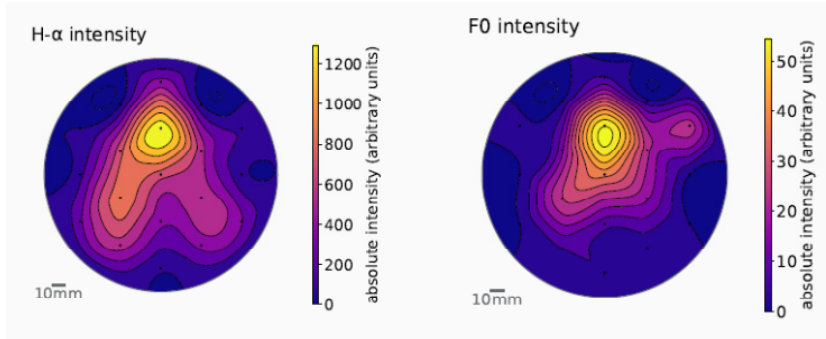 H-α intensity
1200
1000
800
600
400
200
0
absolute intensity (arbitrary units)
10mm
F0 intensity
50
40
30
20
10
0
absolute intensity (arbitrary units)
10mm